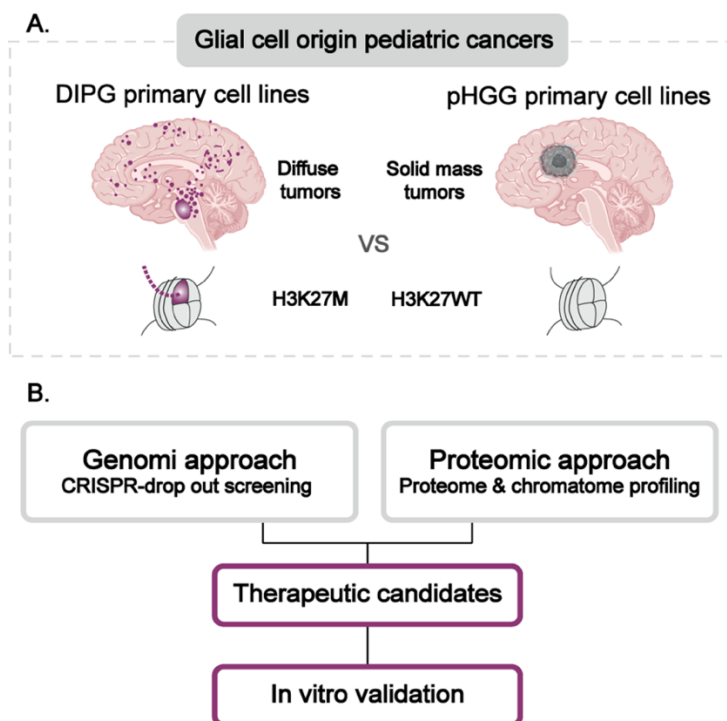 A.
Glial cell origin pediatric cancers
DIPG primary cell lines
pHGG primary cell lines
Diffuse
tumors
Solid mass
tumors
VS
H3K27M
H3K27WT
B.
Genomi approach
CRISPR-drop out screening
Proteomic approach
Proteome & chromatome profiling
Therapeutic candidates
In vitro validation